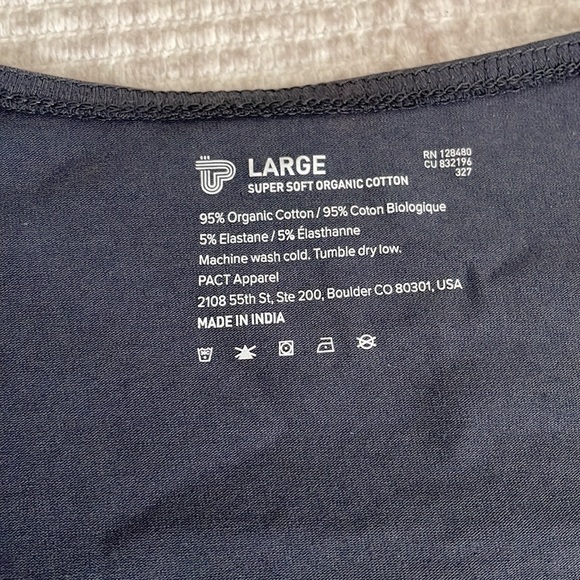 LARGE
SUPER SOFT ORGANIC COTTON
RN 128480
CU 832196
327
95% Organic Cotton / 95% Coton Biologique
5% Elastane / 5% Élasthanne
Machine wash cold. Tumble dry low.
PACT Apparel
2108 55th St, Ste 200, Boulder CO 80301, USA
MADE IN INDIA